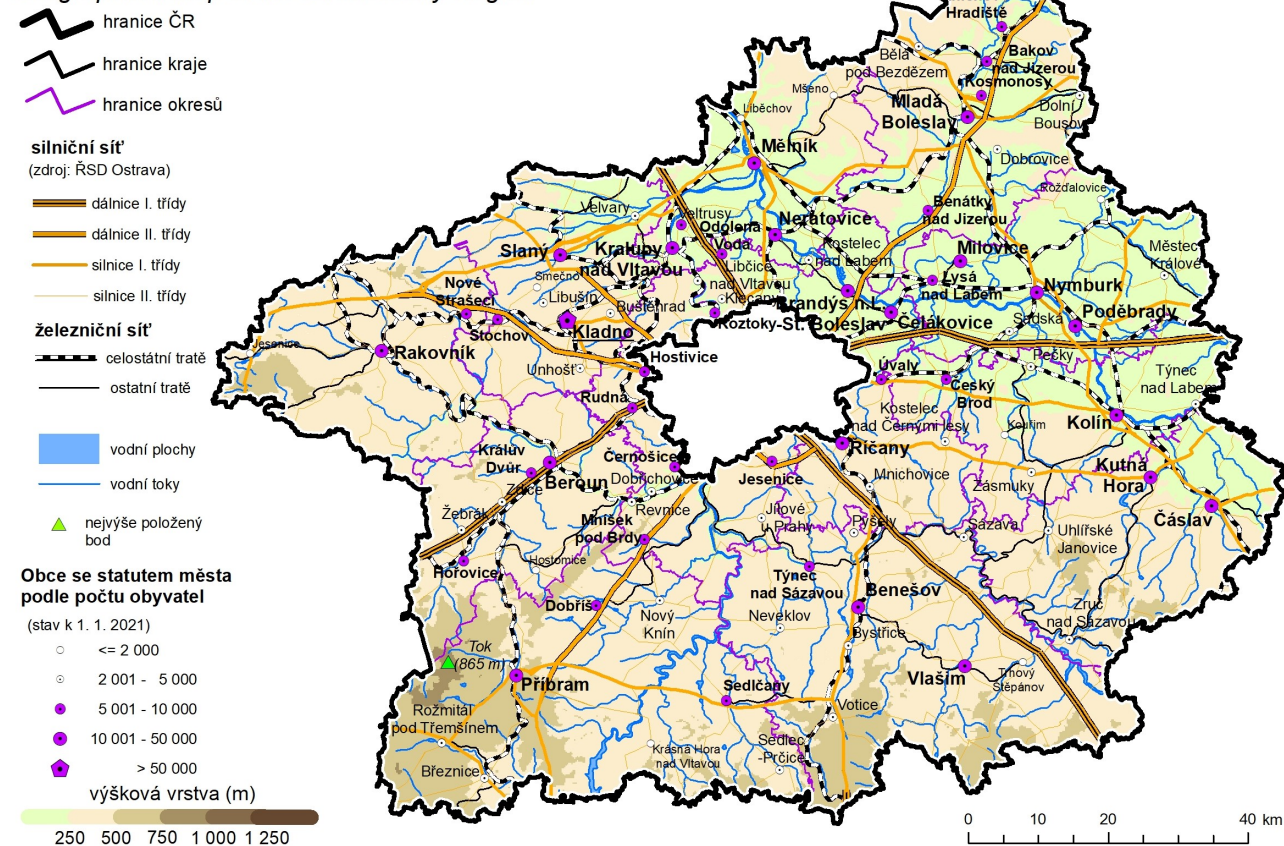 hranice ČR
hranice kraje
hranice okresů
silniční síť
(zdroj: ŘSD Ostrava)
dálnice I. třídy
dálnice II. třídy
silnice I. třídy
silnice II. třídy
železniční síť
celostátní tratě
ostatní tratě
vodní plochy
vodní toky
nejvýše položený
bod
Obce se statutem města
podle počtu obyvatel
(stav k 1. 1. 2021)
<= 2 000
2 001 - 5 000
5 001 - 10 000
10 001 - 50 000
> 50 000
výšková vrstva (m)
250 500 750 1 000 1 250
Hradiště
Bakov
nad Jizerou
Bělá
pod Bezdězem
Kosmonosy
Mšeno
Mladá
Boleslav
Dolní
Bousov
Liběchov
Mělník
Dobrovice
Rožďalovice
Velvary
Veltrusy
Benátky
nad Jizerou
Neratovice
Odolena
Voda
Slaný
Kralupy
nad Vltavou
Kostelec
nad Labem
Milovice
Městec
Králové
Libčice
nad Vltavou
Smečno
Lysá
nad Labem
Nymburk
Nové
Strašecí
Libušín
Buštěhrad
Klecany
Brandýs n.L.
-St. Boleslav
Poděbrady
Sadská
Stochov
Kladno
Roztoky
Čelákovice
Jesenice
Rakovník
Hostivice
Pečky
Unhošť
Úvaly
Český
Brod
Týnec
nad Labem
Rudná
Kostelec
nad Černými lesy
Kouřim
Kolín
Králův
Dvůr
Beroun
Černošice
Říčany
Dobřichovice
Jesenice
Mnichovice
Zásmuky
Kutná
Hora
Zdice
Žebrák
Řevnice
Mníšek
pod Brdy
Jílové
u Prahy
Pyšely
Sázava
Uhlířské
Janovice
Čáslav
Hořovice
Hostomice
Týnec
nad Sázavou
Benešov
Dobříš
Nový
Knín
Neveklov
Zruč
nad Sázavou
Bystřice
Tok
(865 m)
Příbram
Sedlčany
Vlašim
Trhový
Štěpánov
Rožmitál
pod Třemšínem
Votice
Krásná Hora
nad Vltavou
Sedlec
-Prčice
Březnice
0 10 20 40 km